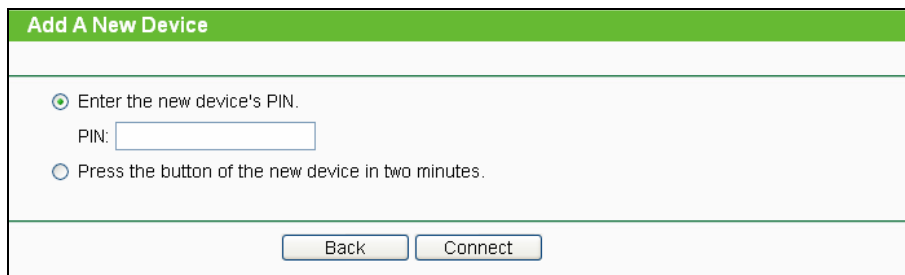 Add A New Device
Enter the new device's PIN.
PIN:
Press the button of the new device in two minutes.
Back Connect